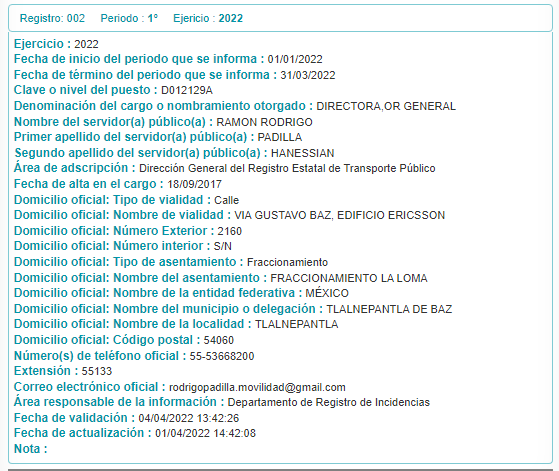 Registro: 002 Periodo : 1º Ejericio : 2022
Ejercicio : 2022
Fecha de inicio del periodo que se informa : 01/01/2022
Fecha de término del periodo que se informa : 31/03/2022
Clave o nivel del puesto : D012129A
Denominación del cargo o nombramiento otorgado : DIRECTORA,OR GENERAL
Nombre del servidor(a) público(a) : RAMON RODRIGO
Primer apellido del servidor(a) público(a) : PADILLA
Segundo apellido del servidor(a) público(a) : HANESSIAN
Área de adscripción : Dirección General del Registro Estatal de Transporte Público
Fecha de alta en el cargo : 18/09/2017
Domicilio oficial: Tipo de vialidad : Calle
Domicilio oficial: Nombre de vialidad : VIA GUSTAVO BAZ, EDIFICIO ERICSSON
Domicilio oficial: Número Exterior : 2160
Domicilio oficial: Número interior : S/N
Domicilio oficial: Tipo de asentamiento : Fraccionamiento
Domicilio oficial: Nombre del asentamiento : FRACCIONAMIENTO LA LOMA
Domicilio oficial: Nombre de la entidad federativa : MÉXICO
Domicilio oficial: Nombre del municipio o delegación : TLALNEPANTLA DE BAZ
Domicilio oficial: Nombre de la localidad : TLALNEPANTLA
Domicilio oficial: Código postal : 54060
Número(s) de teléfono oficial : 55-53668200
Extensión : 55133
Correo electrónico oficial : rodrigopadilla.movilidad@gmail.com
Área responsable de la información : Departamento de Registro de Incidencias
Fecha de validación : 04/04/2022 13:42:26
Fecha de actualización : 01/04/2022 14:42:08
Nota :